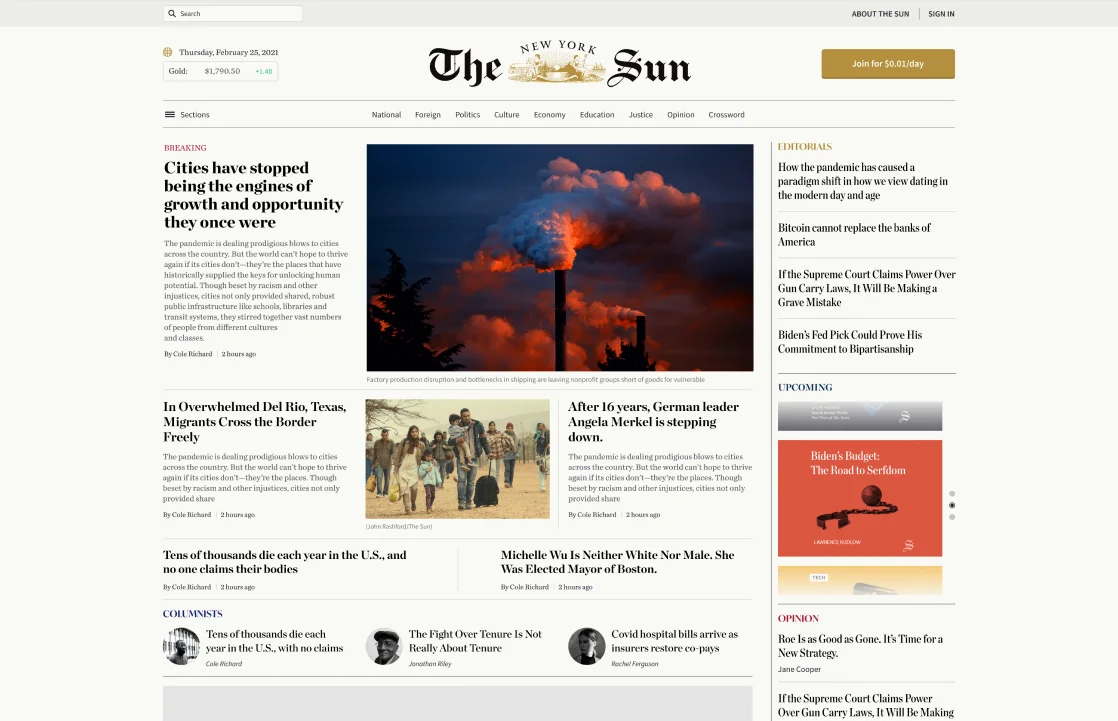 Search
ABOUT THE SUN
SIGN IN
Thursday, February 25, 2021
Gold: $1,790.50 +1.40
The NEW YORK Sun
Join for $0.01/day
Sections
National Foreign Politics Culture Economy Education Justice Opinion Crossword
BREAKING
Cities have stopped
being the engines of
growth and opportunity
they once were
The pandemic is dealing prodigious blows to cities
across the country. But the world can't hope to thrive
again if its cities don't—they're the places that have
historically supplied the keys for unlocking human
potential. Though beset by racism and other
injustices, cities not only provided shared, robust
public infrastructure like schools, libraries and
transit systems, they stirred together vast numbers
of people from different cultures
and classes.
By Cole Richard | 2 hours ago
Factory production disruption and bottlenecks in shipping are leaving nonprofit groups short of goods for vulnerable
In Overwhelmed Del Rio, Texas,
Migrants Cross the Border
Freely
The pandemic is dealing prodigious blows to cities
across the country. But the world can't hope to thrive
again if its cities don't—they're the places. Though
beset by racism and other injustices, cities not only
provided share
By Cole Richard | 2 hours ago
(John Rashford/The Sun)
After 16 years, German leader
Angela Merkel is stepping
down.
The pandemic is dealing prodigious blows to cities
across the country. But the world can't hope to thrive
again if its cities don't—they're the places. Though
beset by racism and other injustices, cities not only
provided share
By Cole Richard | 2 hours ago
Tens of thousands die each year in the U.S., and
no one claims their bodies
By Cole Richard | 2 hours ago
Michelle Wu Is Neither White Nor Male. She
Was Elected Mayor of Boston.
By Cole Richard | 2 hours ago
COLUMNISTS
Tens of thousands die each
year in the U.S., with no claims
Cole Richard
The Fight Over Tenure Is Not
Really About Tenure
Jonathan Riley
Covid hospital bills arrive as
insurers restore co-pays
Rachel Ferguson
EDITORIALS
How the pandemic has caused a
paradigm shift in how we view dating in
the modern day and age
Bitcoin cannot replace the banks of
America
If the Supreme Court Claims Power Over
Gun Carry Laws, It Will Be Making a
Grave Mistake
Biden's Fed Pick Could Prove His
Commitment to Bipartisanship
UPCOMING
S
Biden's Budget:
The Road to Serfdom
LAWRENCE KUDLOW
S
TECH
OPINION
Roe Is as Good as Gone. It's Time for a
New Strategy.
Jane Cooper
If the Supreme Court Claims Power
Over Gun Carry Laws, It Will Be Making